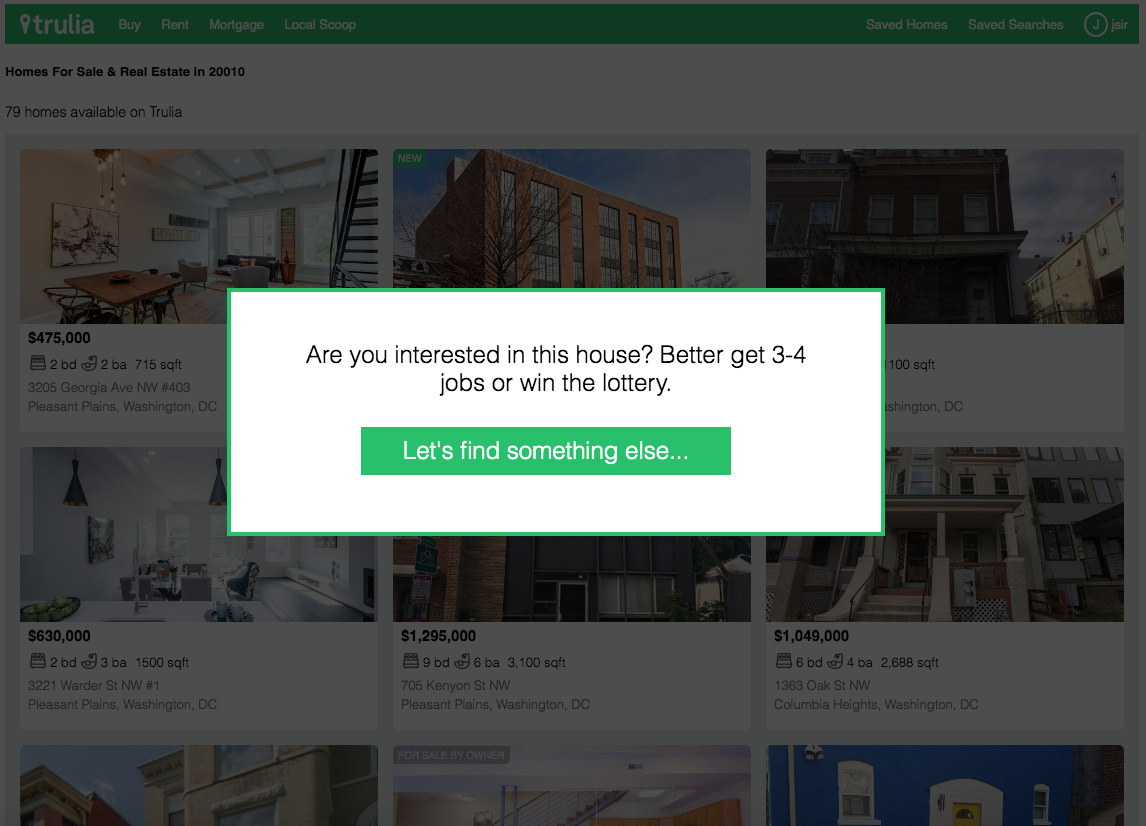 trulia Buy Rent Mortgage Local Scoop Saved Homes Saved Searches J jsir
Homes For Sale & Real Estate in 20010
79 homes available on Trulia
NEW
$475,000
2 bd 2 ba 715 sqft
3205 Georgia Ave NW #403
Pleasant Plains, Washington, DC
100 sqft
shington, DC
Are you interested in this house? Better get 3-4
jobs or win the lottery.
Let's find something else...
$630,000
2 bd 3 ba 1500 sqft
3221 Warder St NW #1
Pleasant Plains, Washington, DC
$1,295,000
9 bd 6 ba 3,100 sqft
705 Kenyon St NW
Pleasant Plains, Washington, DC
$1,049,000
6 bd 4 ba 2,688 sqft
1363 Oak St NW
Columbia Heights, Washington, DC
FOR SALE BY OWNER